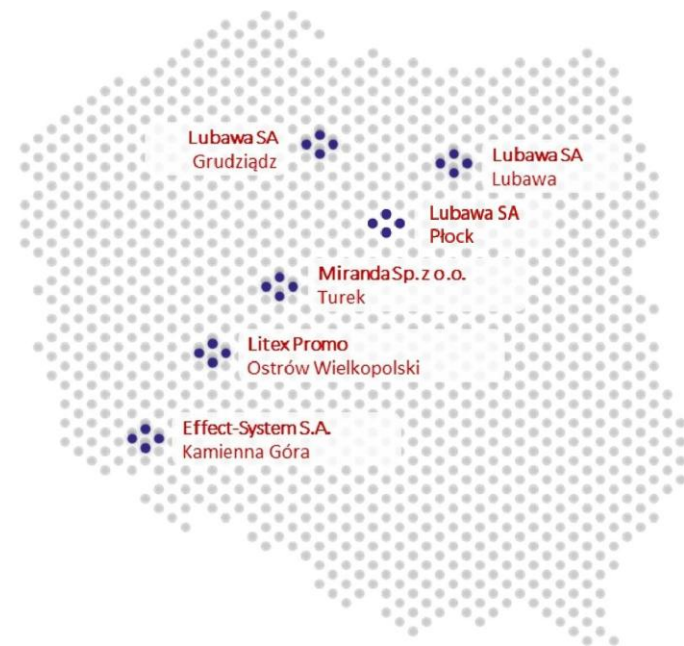 Lubawa SA
Grudziądz
Lubawa SA
Lubawa
Lubawa SA
Płock
Miranda Sp. z o.o.
Turek
Litex Promo
Ostrów Wielkopolski
Effect-System S.A.
Kamienna Góra